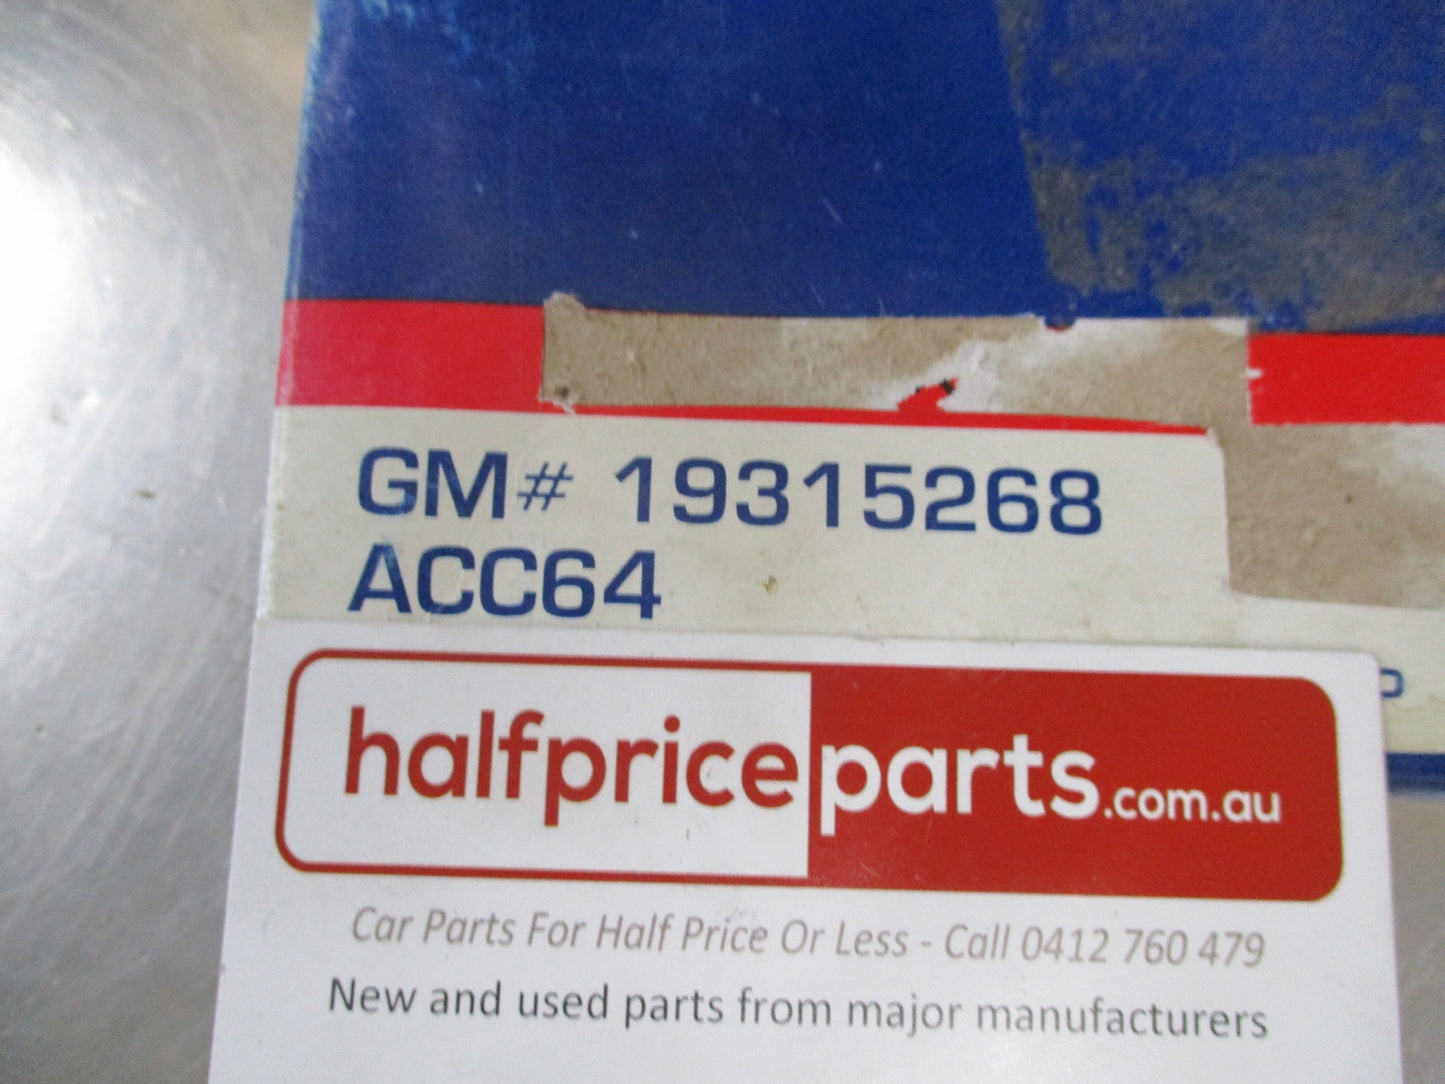 GM# 19315268
ACC64
halfpriceparts.com.au
Car Parts For Half Price Or Less - Call 0412 760 479
New and used parts from major manufacturers